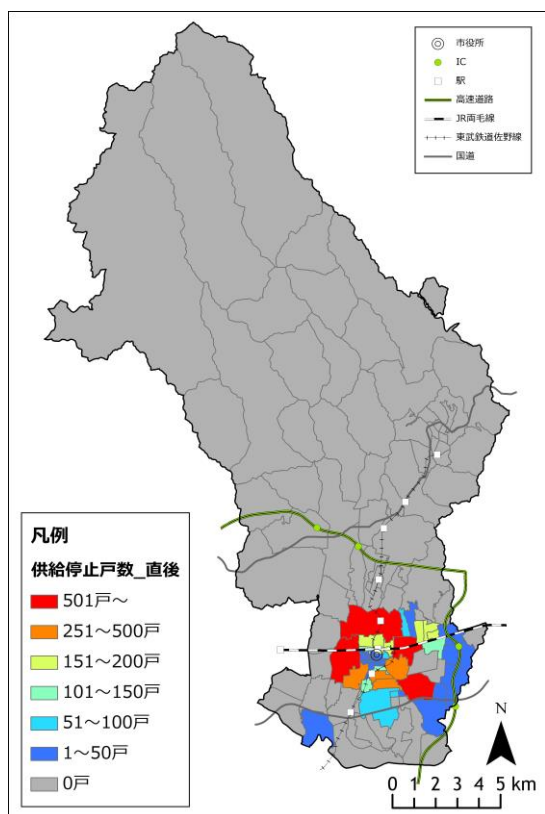 市役所
IC
駅
高速道路
JR両毛線
東武鉄道佐野線
国道
凡例
供給停止戸数_直後
501戸～
251～500戸
151～200戸
101～150戸
51～100戸
1～50戸
0戸
N
0 1 2 3 4 5 km